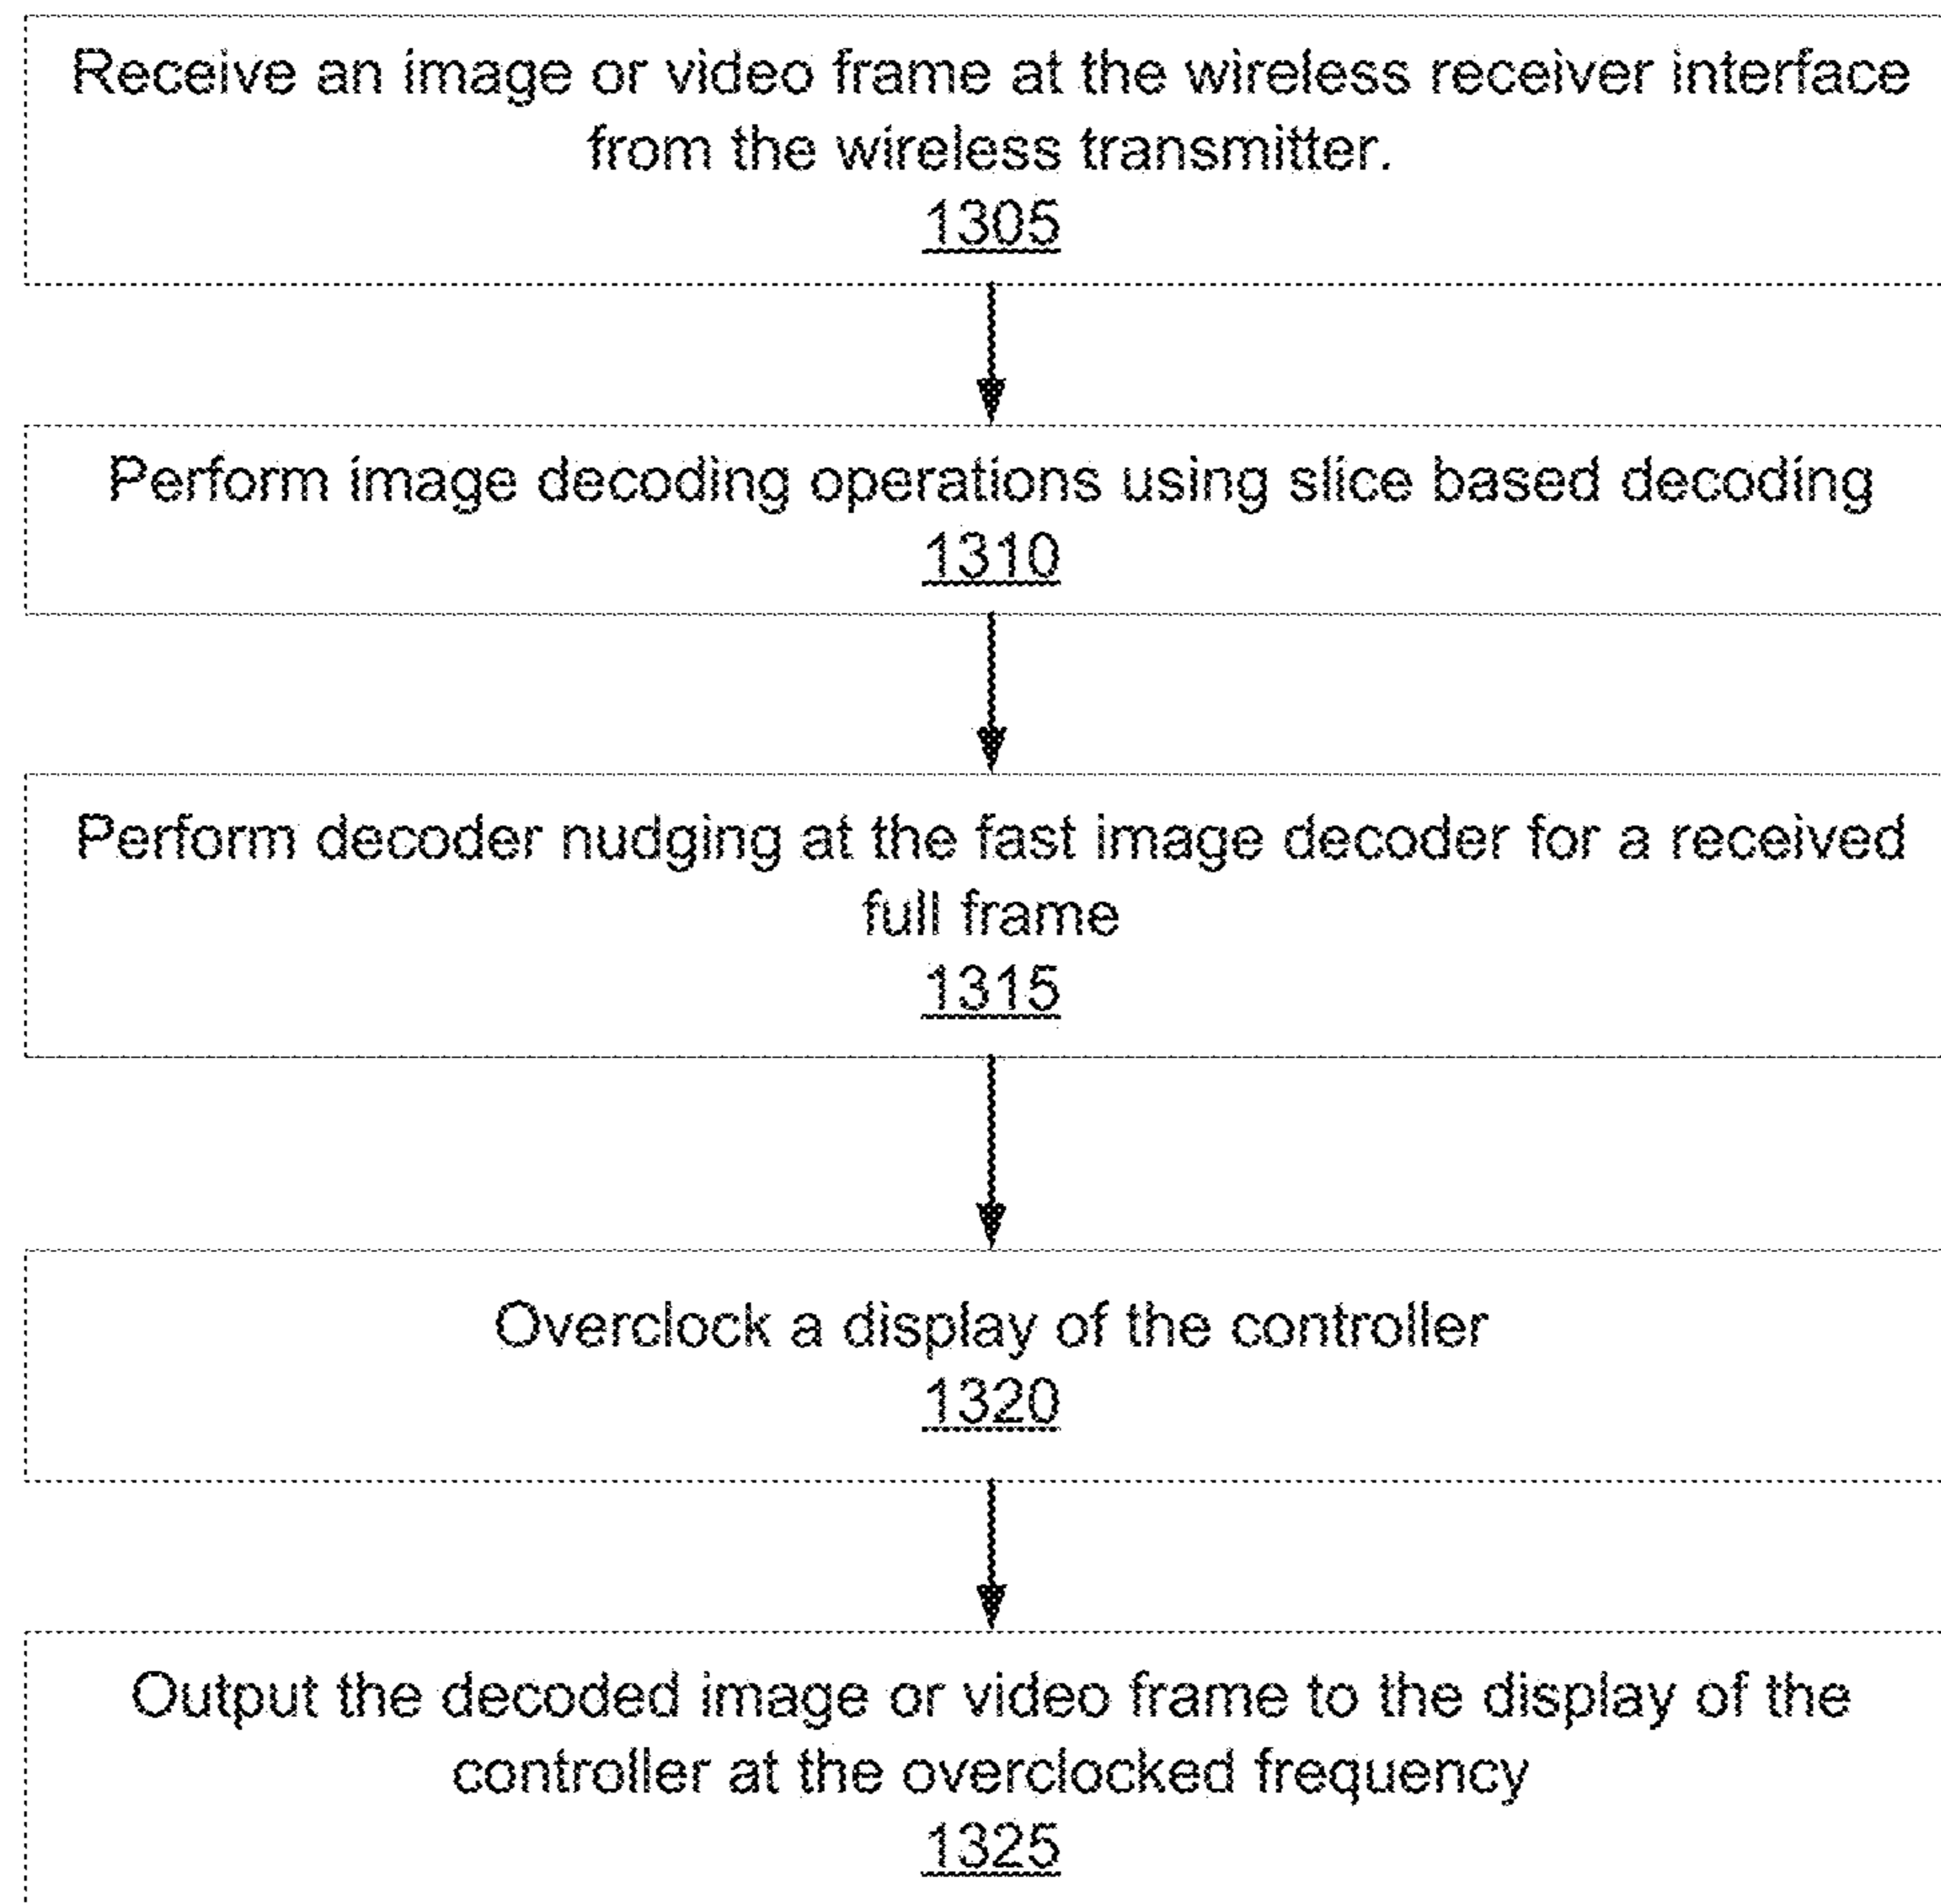 Receive an image or video frame at the wireless receiver interface
from the wireless transmitter.
1305
Perform image decoding operations using slice based decoding
1310
Perform decoder nudging at the fast image decoder for a received
full frame
1315
Overclock a display of the controller
1320
Output the decoded image or video frame to the display of the
controller at the overclocked frequency
1325